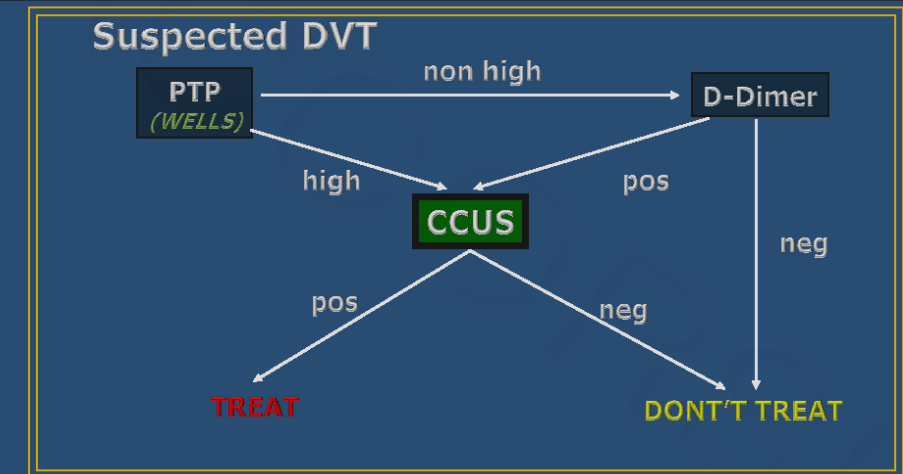 Suspected DVT
PTP
(WELLS)
non high
D-Dimer
high
pos
CCUS
neg
pos
neg
TREAT
DONT'T TREAT